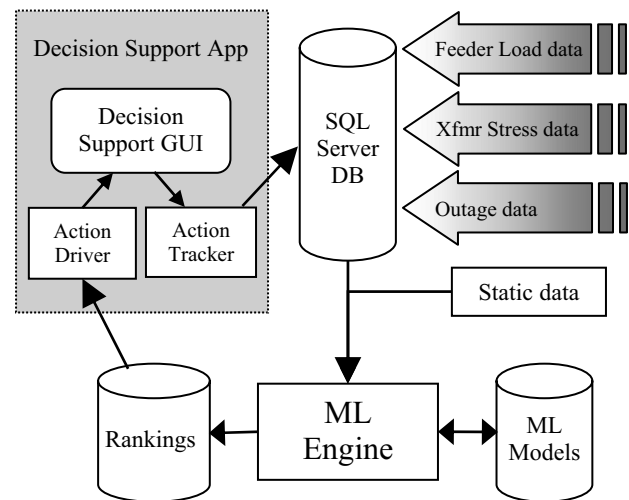 Decision Support App
Decision
Support GUI
Action
Driver
Action
Tracker
SQL
Server
DB
Feeder Load data
Xfmr Stress data
Outage data
Static data
Rankings
ML
Engine
ML
Models